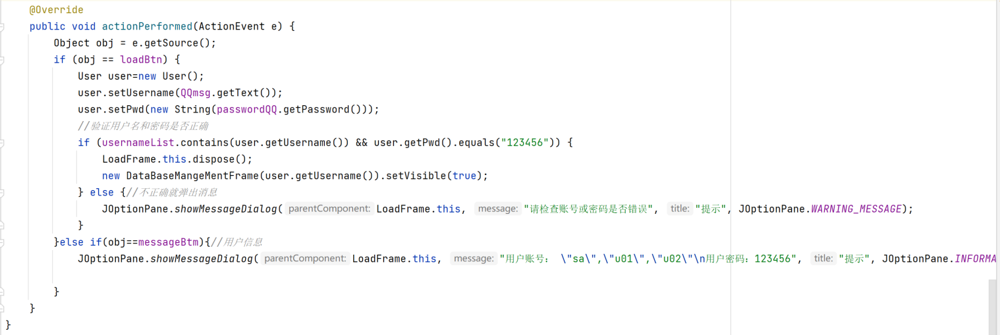 @Override
public void actionPerformed(ActionEvent e) {
Object obj = e.getSource();
if (obj == loadBtn) {
User user=new User();
user.setUsername(QQmsg.getText());
user.setPwd(new String(passwordQQ.getPassword()));
//验证用户名和密码是否正确
if (usernameList.contains(user.getUsername()) && user.getPwd().equals("123456")) {
LoadFrame.this.dispose();
new DataBaseMangeMentFrame(user.getUsername()).setVisible(true);
} else {//不正确就弹出消息
JOptionPane.showMessageDialog( parentComponent: LoadFrame.this, message: "请检查账号或密码是否错误", title: "提示", JOptionPane.WARNING_MESSAGE);
}
}else if(obj==messageBtm){//用户信息
JOptionPane.showMessageDialog( parentComponent: LoadFrame.this, message: "用户账号： \"sa\",\"u01\",\"u02\"\n用户密码：123456", title: "提示", JOptionPane.INFORMA
}
}
}